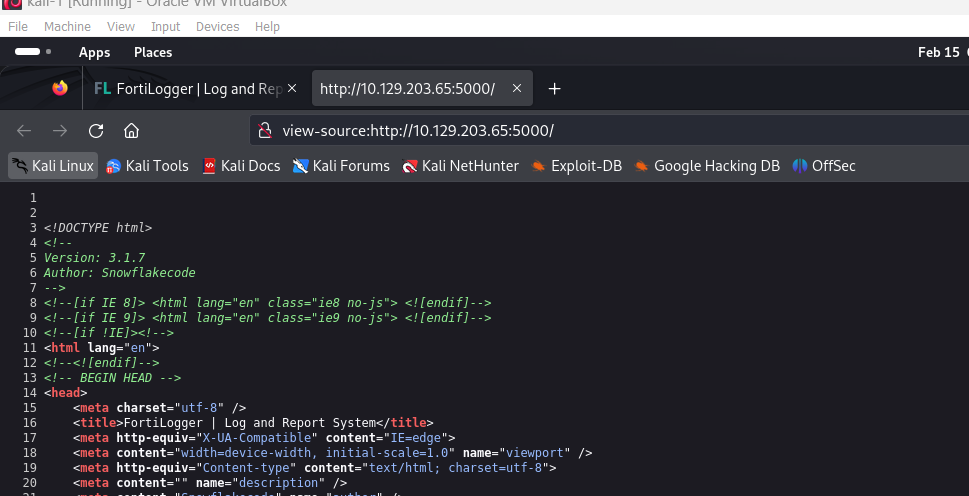 kali-1 [Running] - Oracle VM VirtualBox
File Machine View Input Devices Help
Apps Places Feb 15
FL FortiLogger | Log and Rep × http://10.129.203.65:5000/ × +
view-source:http://10.129.203.65:5000/
Kali Linux Kali Tools Kali Docs Kali Forums Kali NetHunter Exploit-DB Google Hacking DB OffSec
1
2
3 <!DOCTYPE html>
4 <!--
5 Version: 3.1.7
6 Author: Snowflakecode
7 -->
8 <!--[if IE 8]> <html lang="en" class="ie8 no-js"> <![endif]-->
9 <!--[if IE 9]> <html lang="en" class="ie9 no-js"> <![endif]-->
10 <!--[if !IE]><!-->
11 <html lang="en">
12 <!--<![endif]-->
13 <!-- BEGIN HEAD -->
14 <head>
15 <meta charset="utf-8" />
16 <title>FortiLogger | Log and Report System</title>
17 <meta http-equiv="X-UA-Compatible" content="IE=edge">
18 <meta content="width=device-width, initial-scale=1.0" name="viewport" />
19 <meta http-equiv="Content-type" content="text/html; charset=utf-8">
20 <meta content="" name="description" />
21 <meta content="Snowflakecode" name="author" />